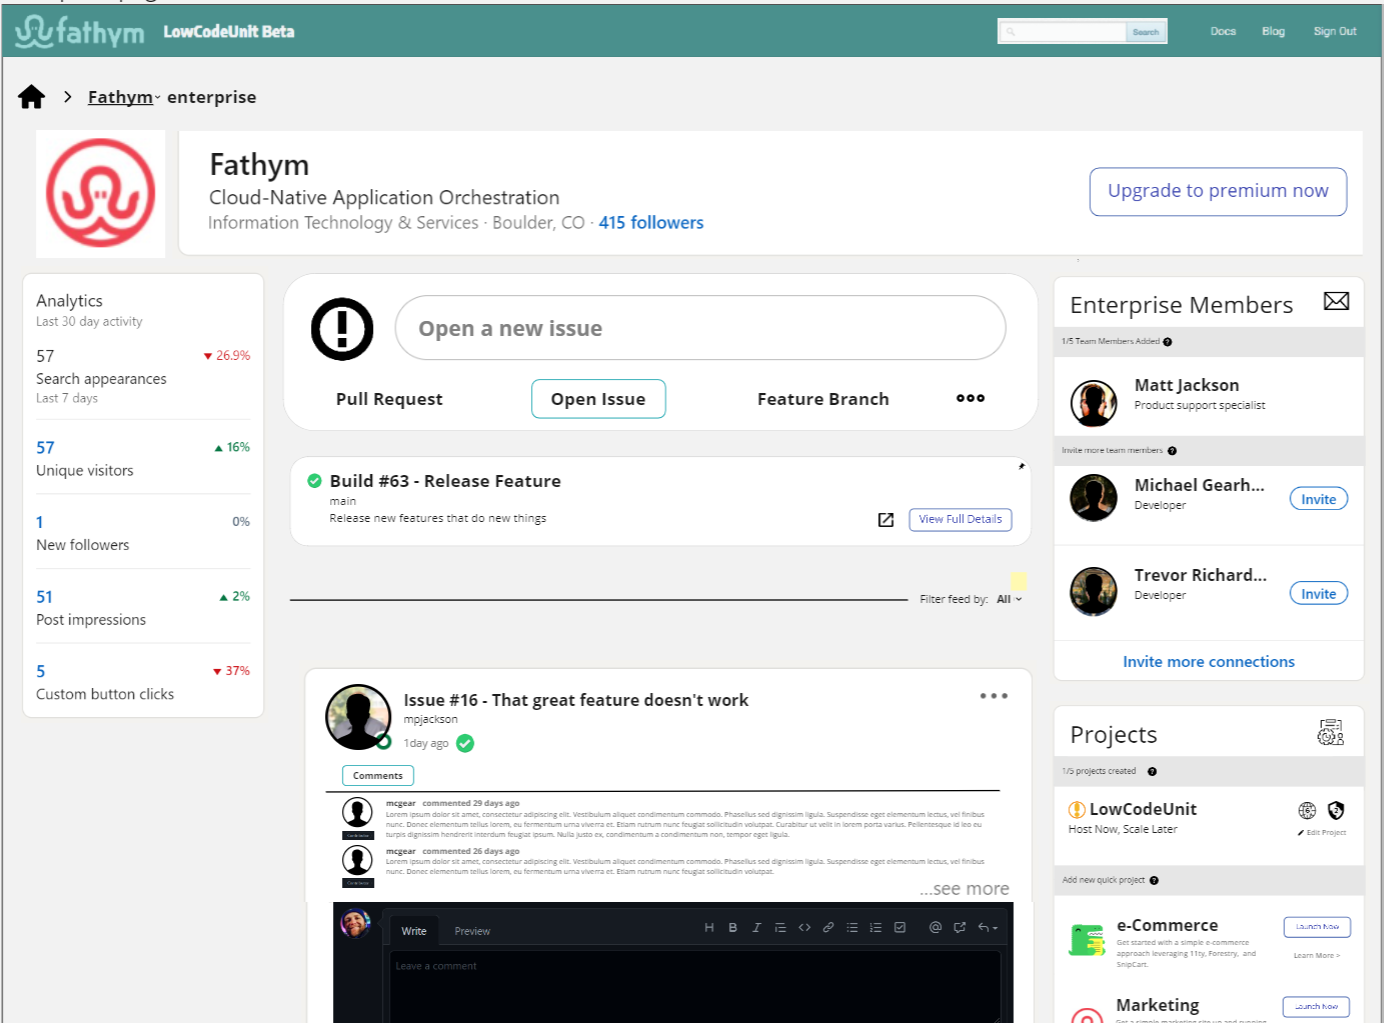 fathym LowCodeUnit Beta
Search
Docs Blog Sign Out
Fathym enterprise
Fathym
Cloud-Native Application Orchestration
Information Technology & Services · Boulder, CO · 415 followers
Upgrade to premium now
Analytics
Last 30 day activity
57 ▼ 26.9%
Search appearances
Last 7 days
57 ▲ 16%
Unique visitors
1 0%
New followers
51 ▲ 2%
Post impressions
5 ▼ 37%
Custom button clicks
Open a new issue
Pull Request
Open Issue
Feature Branch
Build #63 - Release Feature
main
Release new features that do new things
View Full Details
Filter feed by: All
Issue #16 - That great feature doesn't work
mpjackson
1day ago
Comments
mcgear commented 29 days ago
Lorem ipsum dolor sit amet, consectetur adipiscing elit. Vestibulum aliquet condimentum commodo. Phasellus sed dignissim ligula. Suspendisse eget elementum lectus, vel finibus
nunc. Donec elementum tellus lorem, eu fermentum urna viverra et. Etiam rutrum nunc feugiat sollicitudin volutpat. Curabitur ut velit in lorem porta varius. Pellentesque id leo eu
turpis dignissim hendrerit interdum feugiat ipsum. Nulla justo ex, condimentum a condimentum non, tempor eget ligula.
mcgear commented 26 days ago
Lorem ipsum dolor sit amet, consectetur adipiscing elit. Vestibulum aliquet condimentum commodo. Phasellus sed dignissim ligula. Suspendisse eget elementum lectus, vel finibus
nunc. Donec elementum tellus lorem, eu fermentum urna viverra et. Etiam rutrum nunc feugiat sollicitudin volutpat.
...see more
Write Preview
Leave a comment
Enterprise Members
1/5 Team Members Added
Matt Jackson
Product support specialist
Invite more team members
Michael Gearh...
Developer
Invite
Trevor Richard...
Developer
Invite
Invite more connections
Projects
1/5 projects created
LowCodeUnit
Host Now, Scale Later
Edit Project
Add new quick project
e-Commerce
Get started with a simple e-commerce
approach leveraging 11ty, Forestry, and
SnipCart.
Launch Now
Learn More >
Marketing
Launch Now